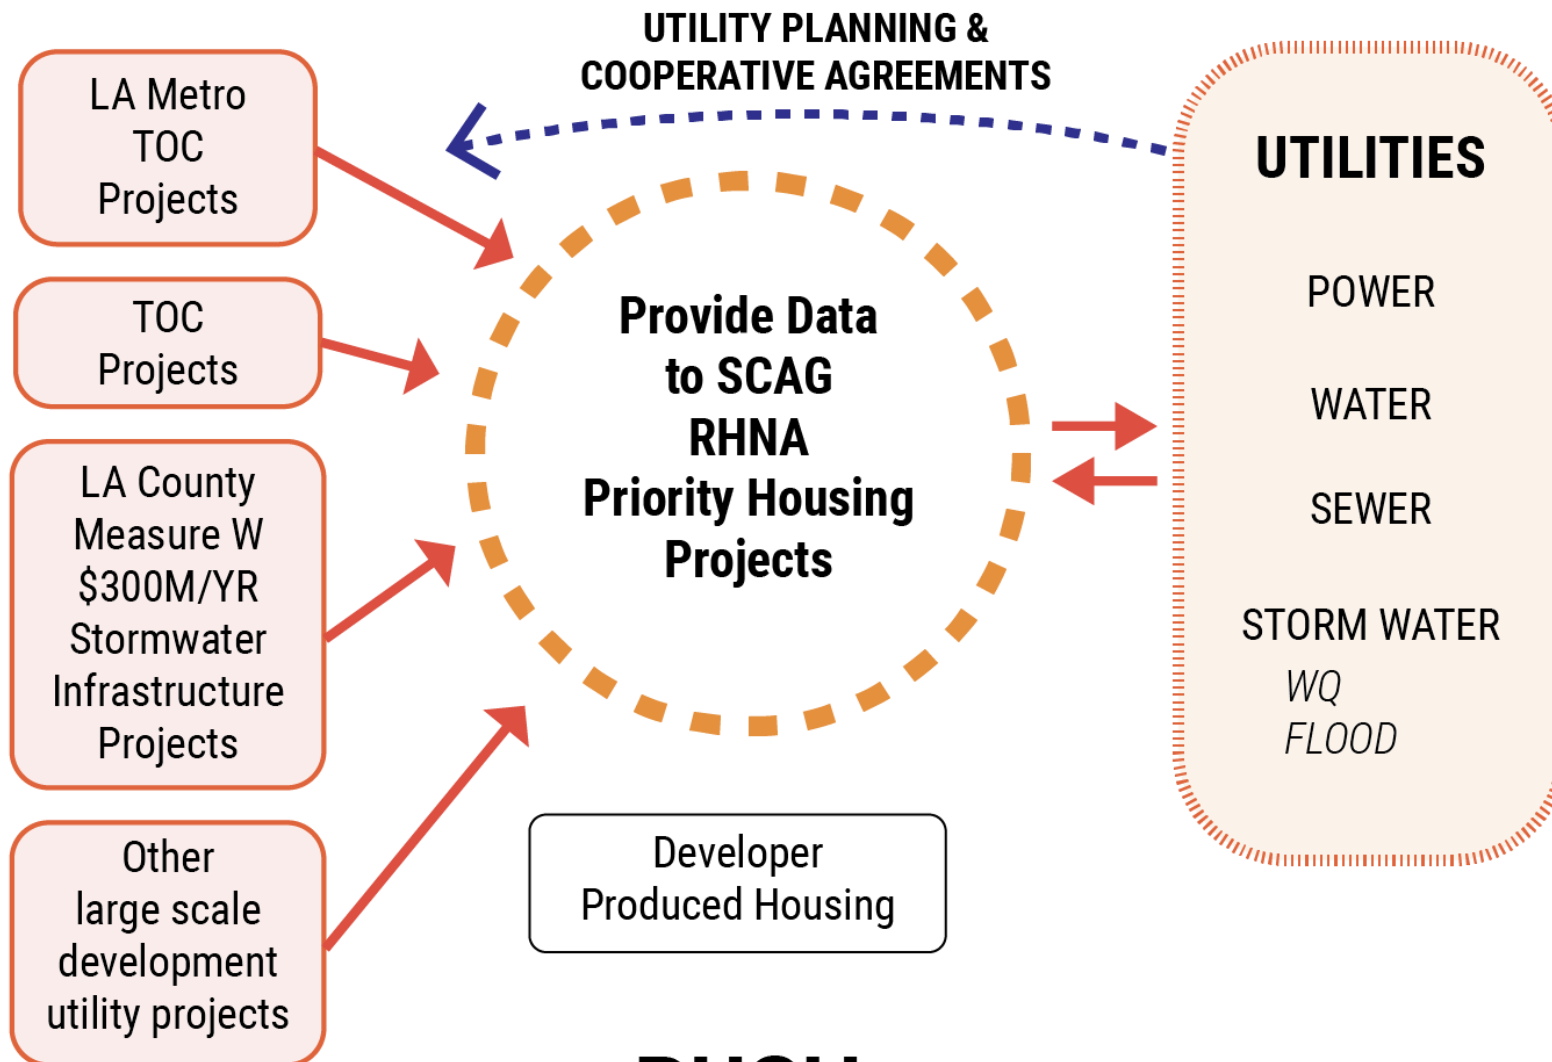 UTILITY PLANNING &
COOPERATIVE AGREEMENTS
LA Metro
TOC
Projects
TOC
Projects
LA County
Measure W
$300M/YR
Stormwater
Infrastructure
Projects
Other
large scale
development
utility projects
Provide Data
to SCAG
RHNA
Priority Housing
Projects
Developer
Produced Housing
UTILITIES
POWER
WATER
SEWER
STORM WATER
WQ
FLOOD